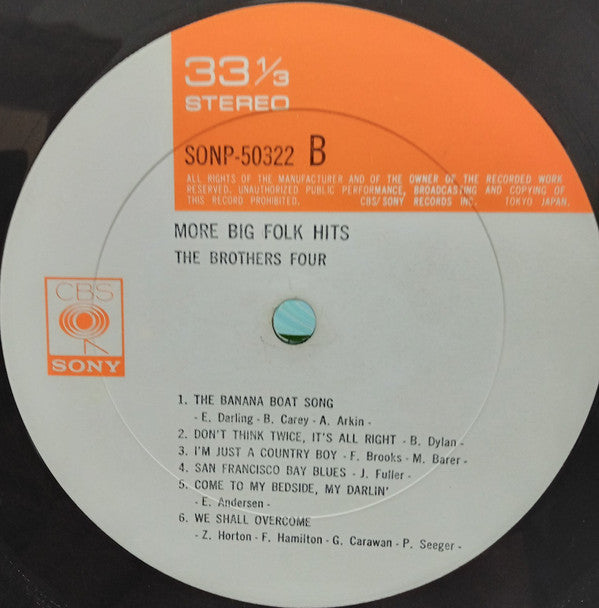 33 1/3
STEREO
SONP-50322 B
ALL RIGHTS OF THE MANUFACTURER AND OF THE OWNER OF THE RECORDED WORK
RESERVED. UNAUTHORIZED PUBLIC PERFORMANCE, BROADCASTING AND COPYING OF
THIS RECORD PROHIBITED. CBS/SONY RECORDS INC. TOKYO JAPAN.
MORE BIG FOLK HITS
THE BROTHERS FOUR
CBS
SONY
1. THE BANANA BOAT SONG
- E. Darling - B. Carey - A. Arkin -
2. DON'T THINK TWICE, IT'S ALL RIGHT - B. Dylan -
3. I'M JUST A COUNTRY BOY - F. Brooks - M. Barer -
4. SAN FRANCISCO BAY BLUES - J. Fuller -
5. COME TO MY BEDSIDE, MY DARLIN'
- E. Andersen -
6. WE SHALL OVERCOME
- Z. Horton - F. Hamilton - G. Carawan - P. Seeger -